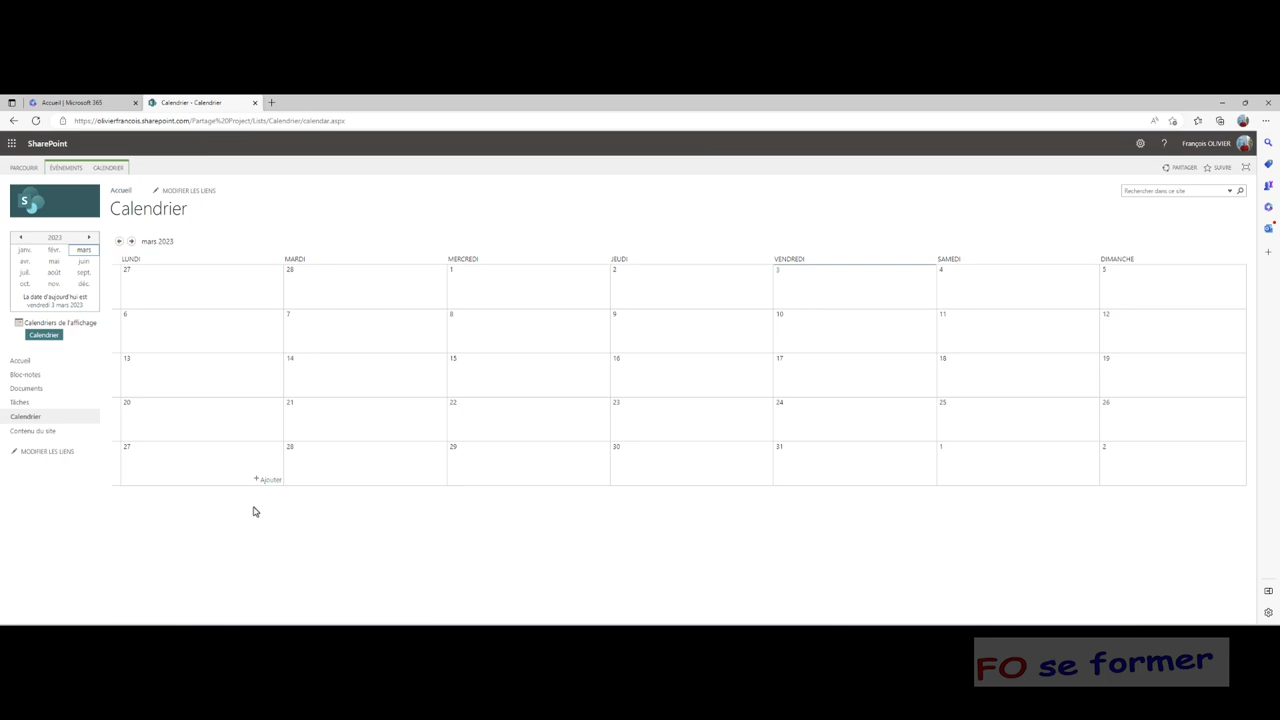 Accueil | Microsoft 365
Calendrier - Calendrier
https://olivierfrancois.sharepoint.com/Partage%20Project/Lists/Calendrier/calendar.aspx
SharePoint
François OLIVIER
PARCOURIR ÉVÉNEMENTS CALENDRIER
PARTAGER SUIVRE
Accueil MODIFIER LES LIENS
Rechercher dans ce site
Calendrier
2023
janv. févr. mars
avr. mai juin
juil. août sept.
oct. nov. déc.
La date d'aujourd'hui est
vendredi 3 mars 2023
Calendriers de l'affichage
Calendrier
Accueil
Bloc-notes
Documents
Tâches
Calendrier
Contenu du site
MODIFIER LES LIENS
mars 2023
LUNDI MARDI MERCREDI JEUDI VENDREDI SAMEDI DIMANCHE
27 28 1 2 3 4 5
6 7 8 9 10 11 12
13 14 15 16 17 18 19
20 21 22 23 24 25 26
27 28 29 30 31 1 2
+ Ajouter
FO se former